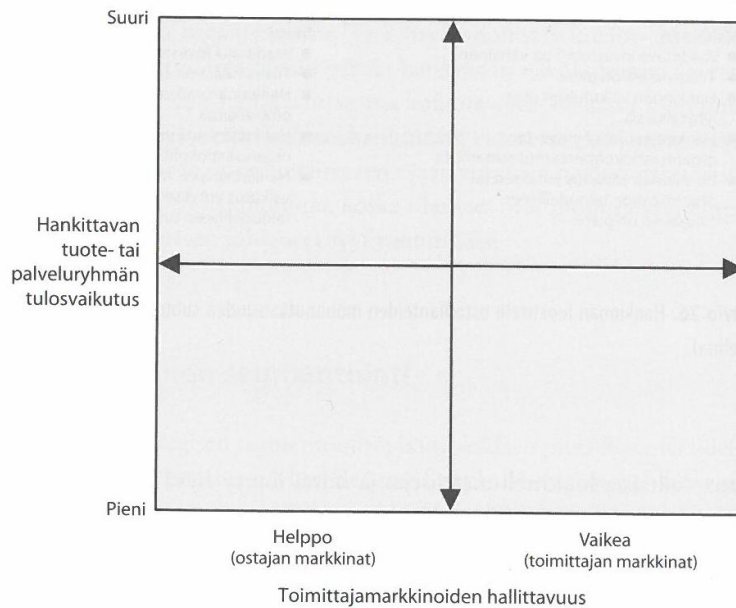 Suuri
Hankittavan
tuote- tai
palveluryhmän
tulosvaikutus
Pieni
Helppo
(ostajan markkinat)
Vaikea
(toimittajan markkinat)
Toimittajamarkkinoiden hallittavuus